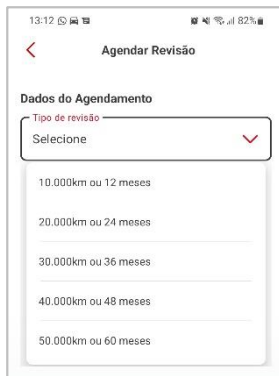 13:12 82%
Agendar Revisão
Dados do Agendamento
Tipo de revisão
Selecione
10.000km ou 12 meses
20.000km ou 24 meses
30.000km ou 36 meses
40.000km ou 48 meses
50.000km ou 60 meses